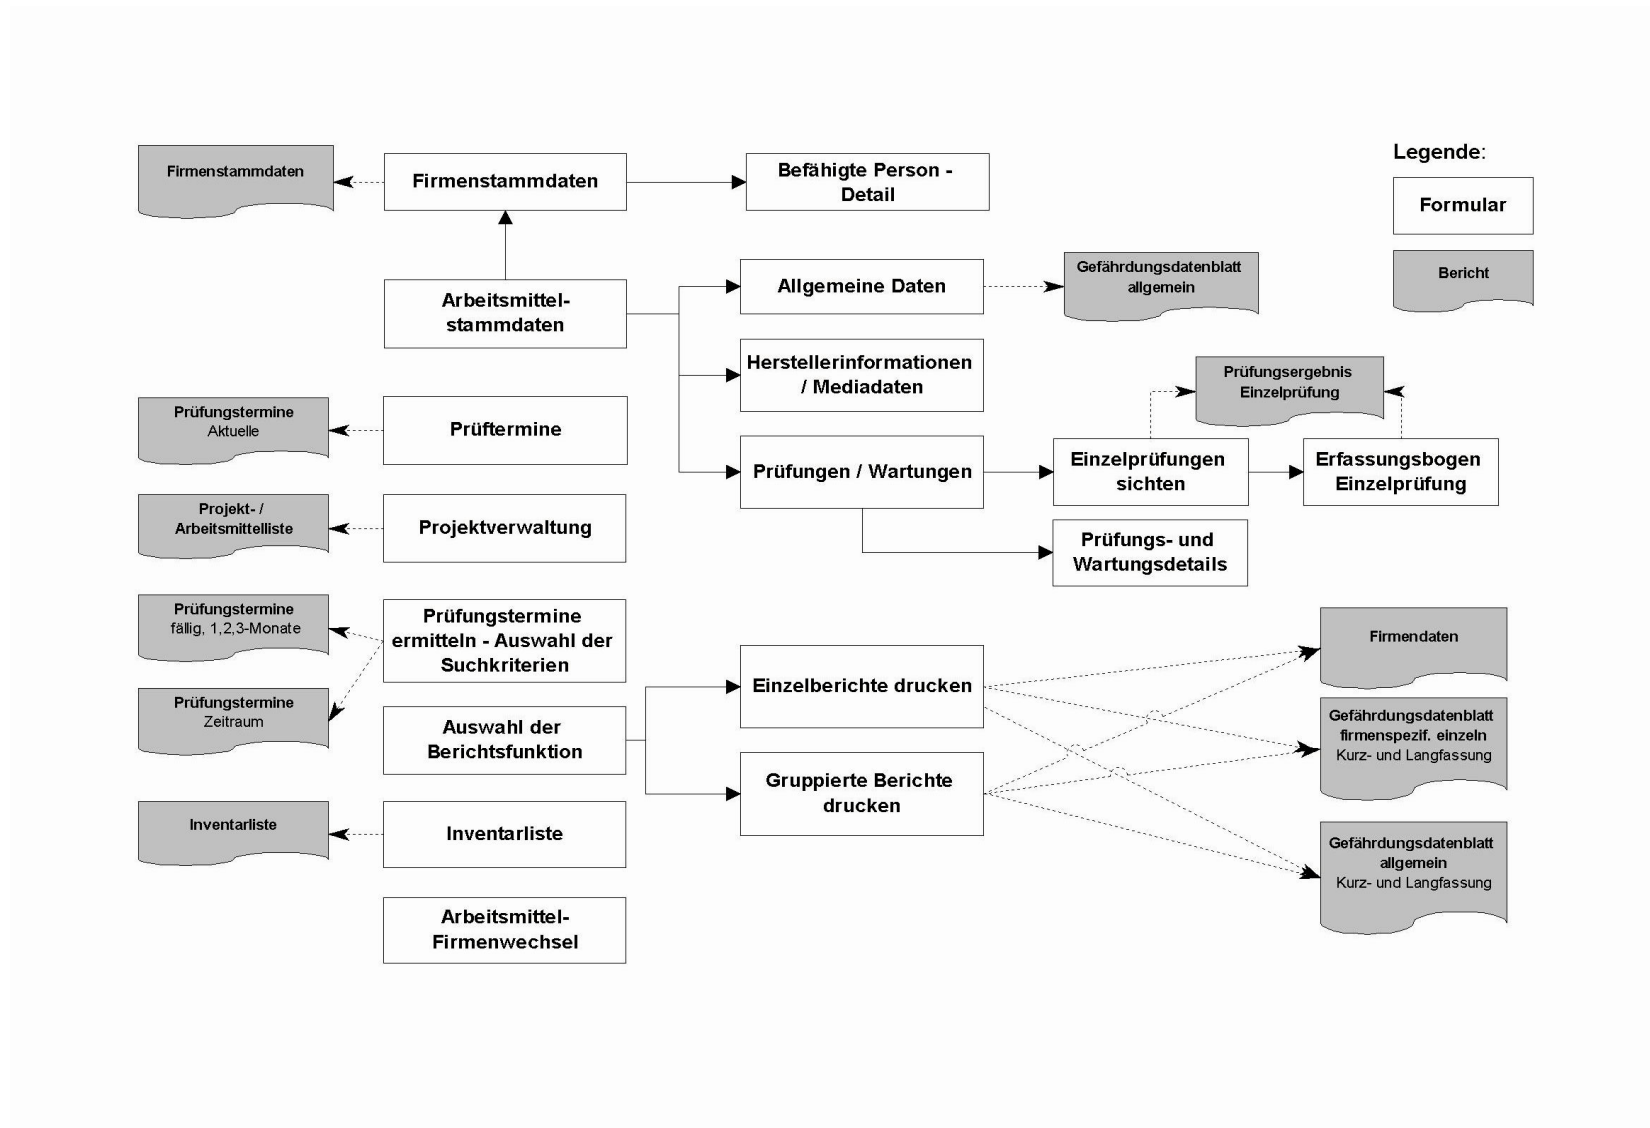 Legende:
Formular
Bericht
Firmenstammdaten
Firmenstammdaten
Befähigte Person -
Detail
Arbeitsmittel-
stammdaten
Allgemeine Daten
Gefährdungsdatenblatt
allgemein
Herstellerinformationen
/ Mediadaten
Prüfungsergebnis
Einzelprüfung
Prüfungstermine
Aktuelle
Prüftermine
Prüfungen / Wartungen
Einzelprüfungen
sichten
Erfassungsbogen
Einzelprüfung
Projekt- /
Arbeitsmittelliste
Projektverwaltung
Prüfungs- und
Wartungsdetails
Prüfungstermine
fällig, 1,2,3-Monate
Prüfungstermine
ermitteln - Auswahl der
Suchkriterien
Prüfungstermine
Zeitraum
Auswahl der
Berichtsfunktion
Einzelberichte drucken
Gruppierte Berichte
drucken
Firmendaten
Gefährdungsdatenblatt
firmenspezif. einzeln
Kurz- und Langfassung
Gefährdungsdatenblatt
allgemein
Kurz- und Langfassung
Inventarliste
Inventarliste
Arbeitsmittel-
Firmenwechsel